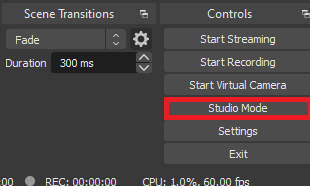 Scene Transitions
Controls
Fade
Duration 300 ms
Start Streaming
Start Recording
Start Virtual Camera
Studio Mode
Settings
Exit
:00 REC: 00:00:00 CPU: 1.0%, 60.00 fps